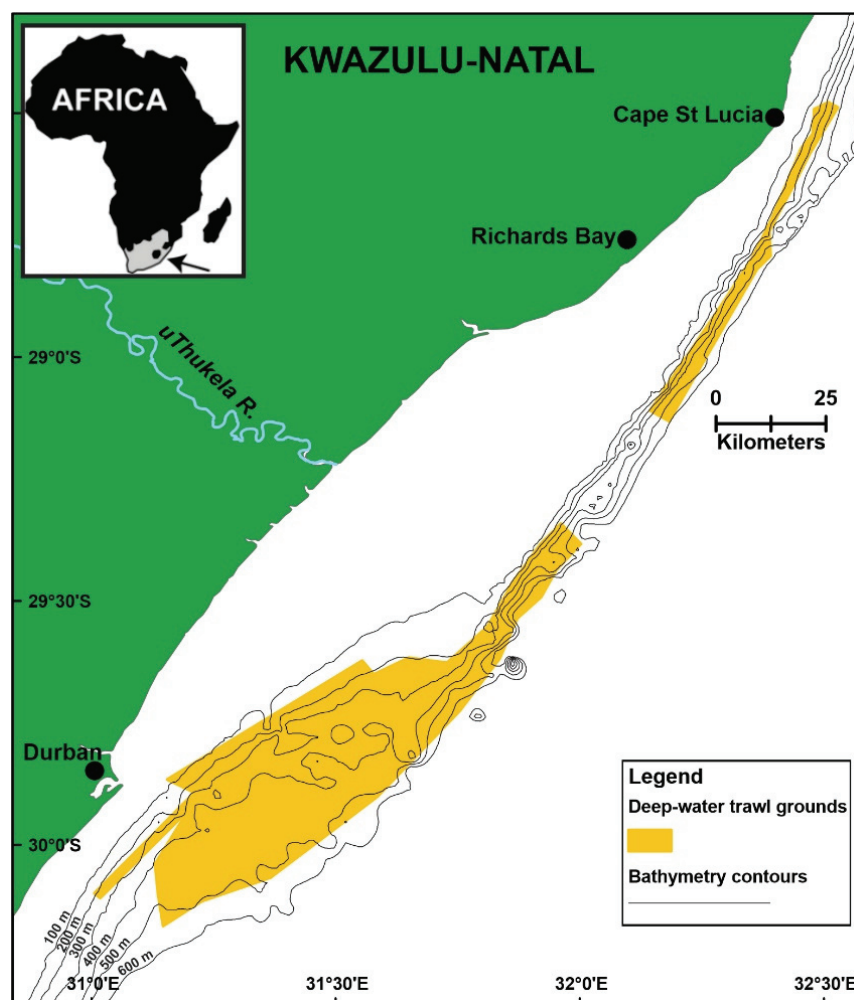 KWAZULU-NATAL
AFRICA
Cape St Lucia
Richards Bay
uThukela R.
29°0'S
0 25
Kilometers
29°30'S
Durban
30°0'S
Legend
Deep-water trawl grounds
Bathymetry contours
100 m
200 m
300 m
400 m
500 m
600 m
31°0'E 31°30'E 32°0'E 32°30'E